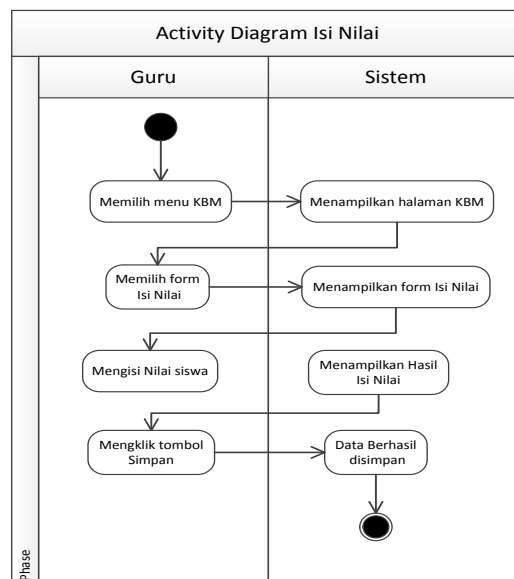 Activity Diagram Isi Nilai
Guru
Sistem
Memilih menu KBM
Menampilkan halaman KBM
Memilih form
Isi Nilai
Menampilkan form Isi Nilai
Mengisi Nilai siswa
Menampilkan Hasil
Isi Nilai
Mengklik tombol
Simpan
Data Berhasil
disimpan
Phase